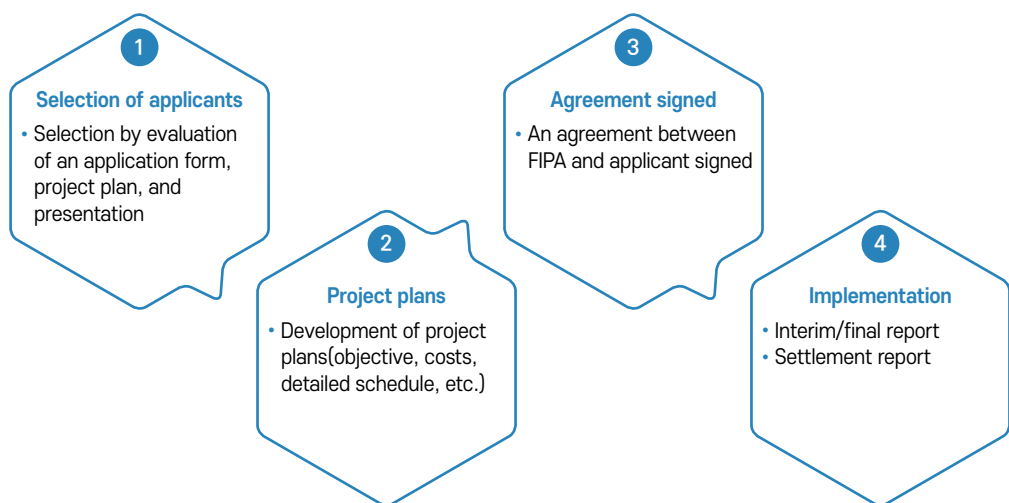 1
Selection of applicants
• Selection by evaluation
of an application form,
project plan, and
presentation
2
Project plans
• Development of project
plans(objective, costs,
detailed schedule, etc.)
3
Agreement signed
• An agreement between
FIPA and applicant signed
4
Implementation
• Interim/final report
• Settlement report